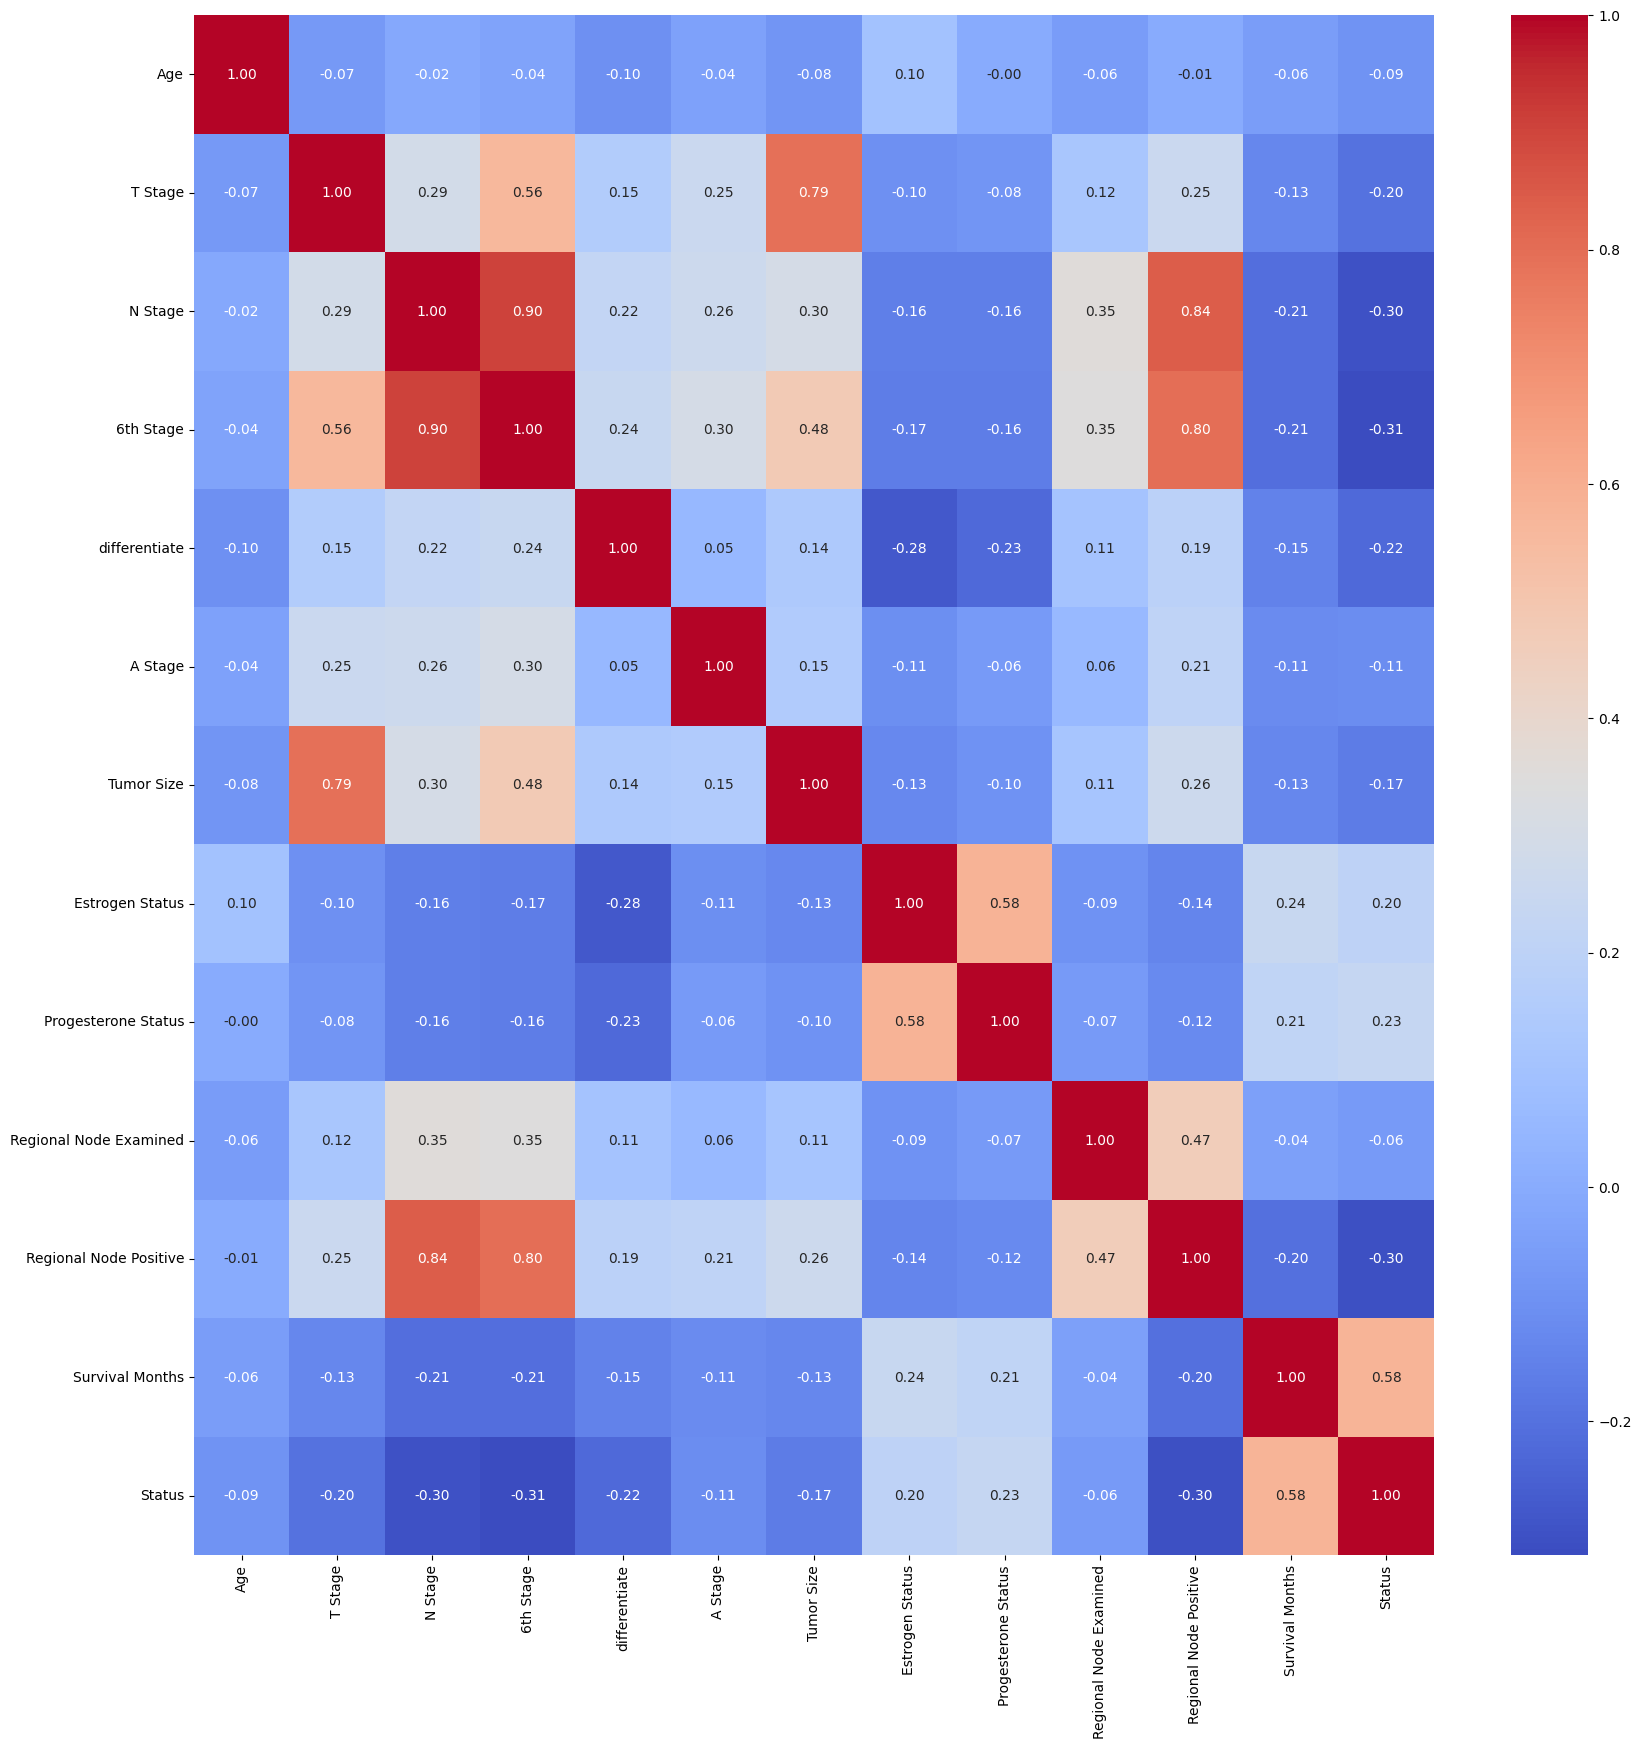 Age 1.00 -0.07 -0.02 -0.04 -0.10 -0.04 -0.08 0.10 -0.00 -0.06 -0.01 -0.06 -0.09
T Stage -0.07 1.00 0.29 0.56 0.15 0.25 0.79 -0.10 -0.08 0.12 0.25 -0.13 -0.20
N Stage -0.02 0.29 1.00 0.90 0.22 0.26 0.30 -0.16 -0.16 0.35 0.84 -0.21 -0.30
6th Stage -0.04 0.56 0.90 1.00 0.24 0.30 0.48 -0.17 -0.16 0.35 0.80 -0.21 -0.31
differentiate -0.10 0.15 0.22 0.24 1.00 0.05 0.14 -0.28 -0.23 0.11 0.19 -0.15 -0.22
A Stage -0.04 0.25 0.26 0.30 0.05 1.00 0.15 -0.11 -0.06 0.06 0.21 -0.11 -0.11
Tumor Size -0.08 0.79 0.30 0.48 0.14 0.15 1.00 -0.13 -0.10 0.11 0.26 -0.13 -0.17
Estrogen Status 0.10 -0.10 -0.16 -0.17 -0.28 -0.11 -0.13 1.00 0.58 -0.09 -0.14 0.24 0.20
Progesterone Status -0.00 -0.08 -0.16 -0.16 -0.23 -0.06 -0.10 0.58 1.00 -0.07 -0.12 0.21 0.23
Regional Node Examined -0.06 0.12 0.35 0.35 0.11 0.06 0.11 -0.09 -0.07 1.00 0.47 -0.04 -0.06
Regional Node Positive -0.01 0.25 0.84 0.80 0.19 0.21 0.26 -0.14 -0.12 0.47 1.00 -0.20 -0.30
Survival Months -0.06 -0.13 -0.21 -0.21 -0.15 -0.11 -0.13 0.24 0.21 -0.04 -0.20 1.00 0.58
Status -0.09 -0.20 -0.30 -0.31 -0.22 -0.11 -0.17 0.20 0.23 -0.06 -0.30 0.58 1.00
Age
T Stage
N Stage
6th Stage
differentiate
A Stage
Tumor Size
Estrogen Status
Progesterone Status
Regional Node Examined
Regional Node Positive
Survival Months
Status
1.0
0.8
0.6
0.4
0.2
0.0
−0.2